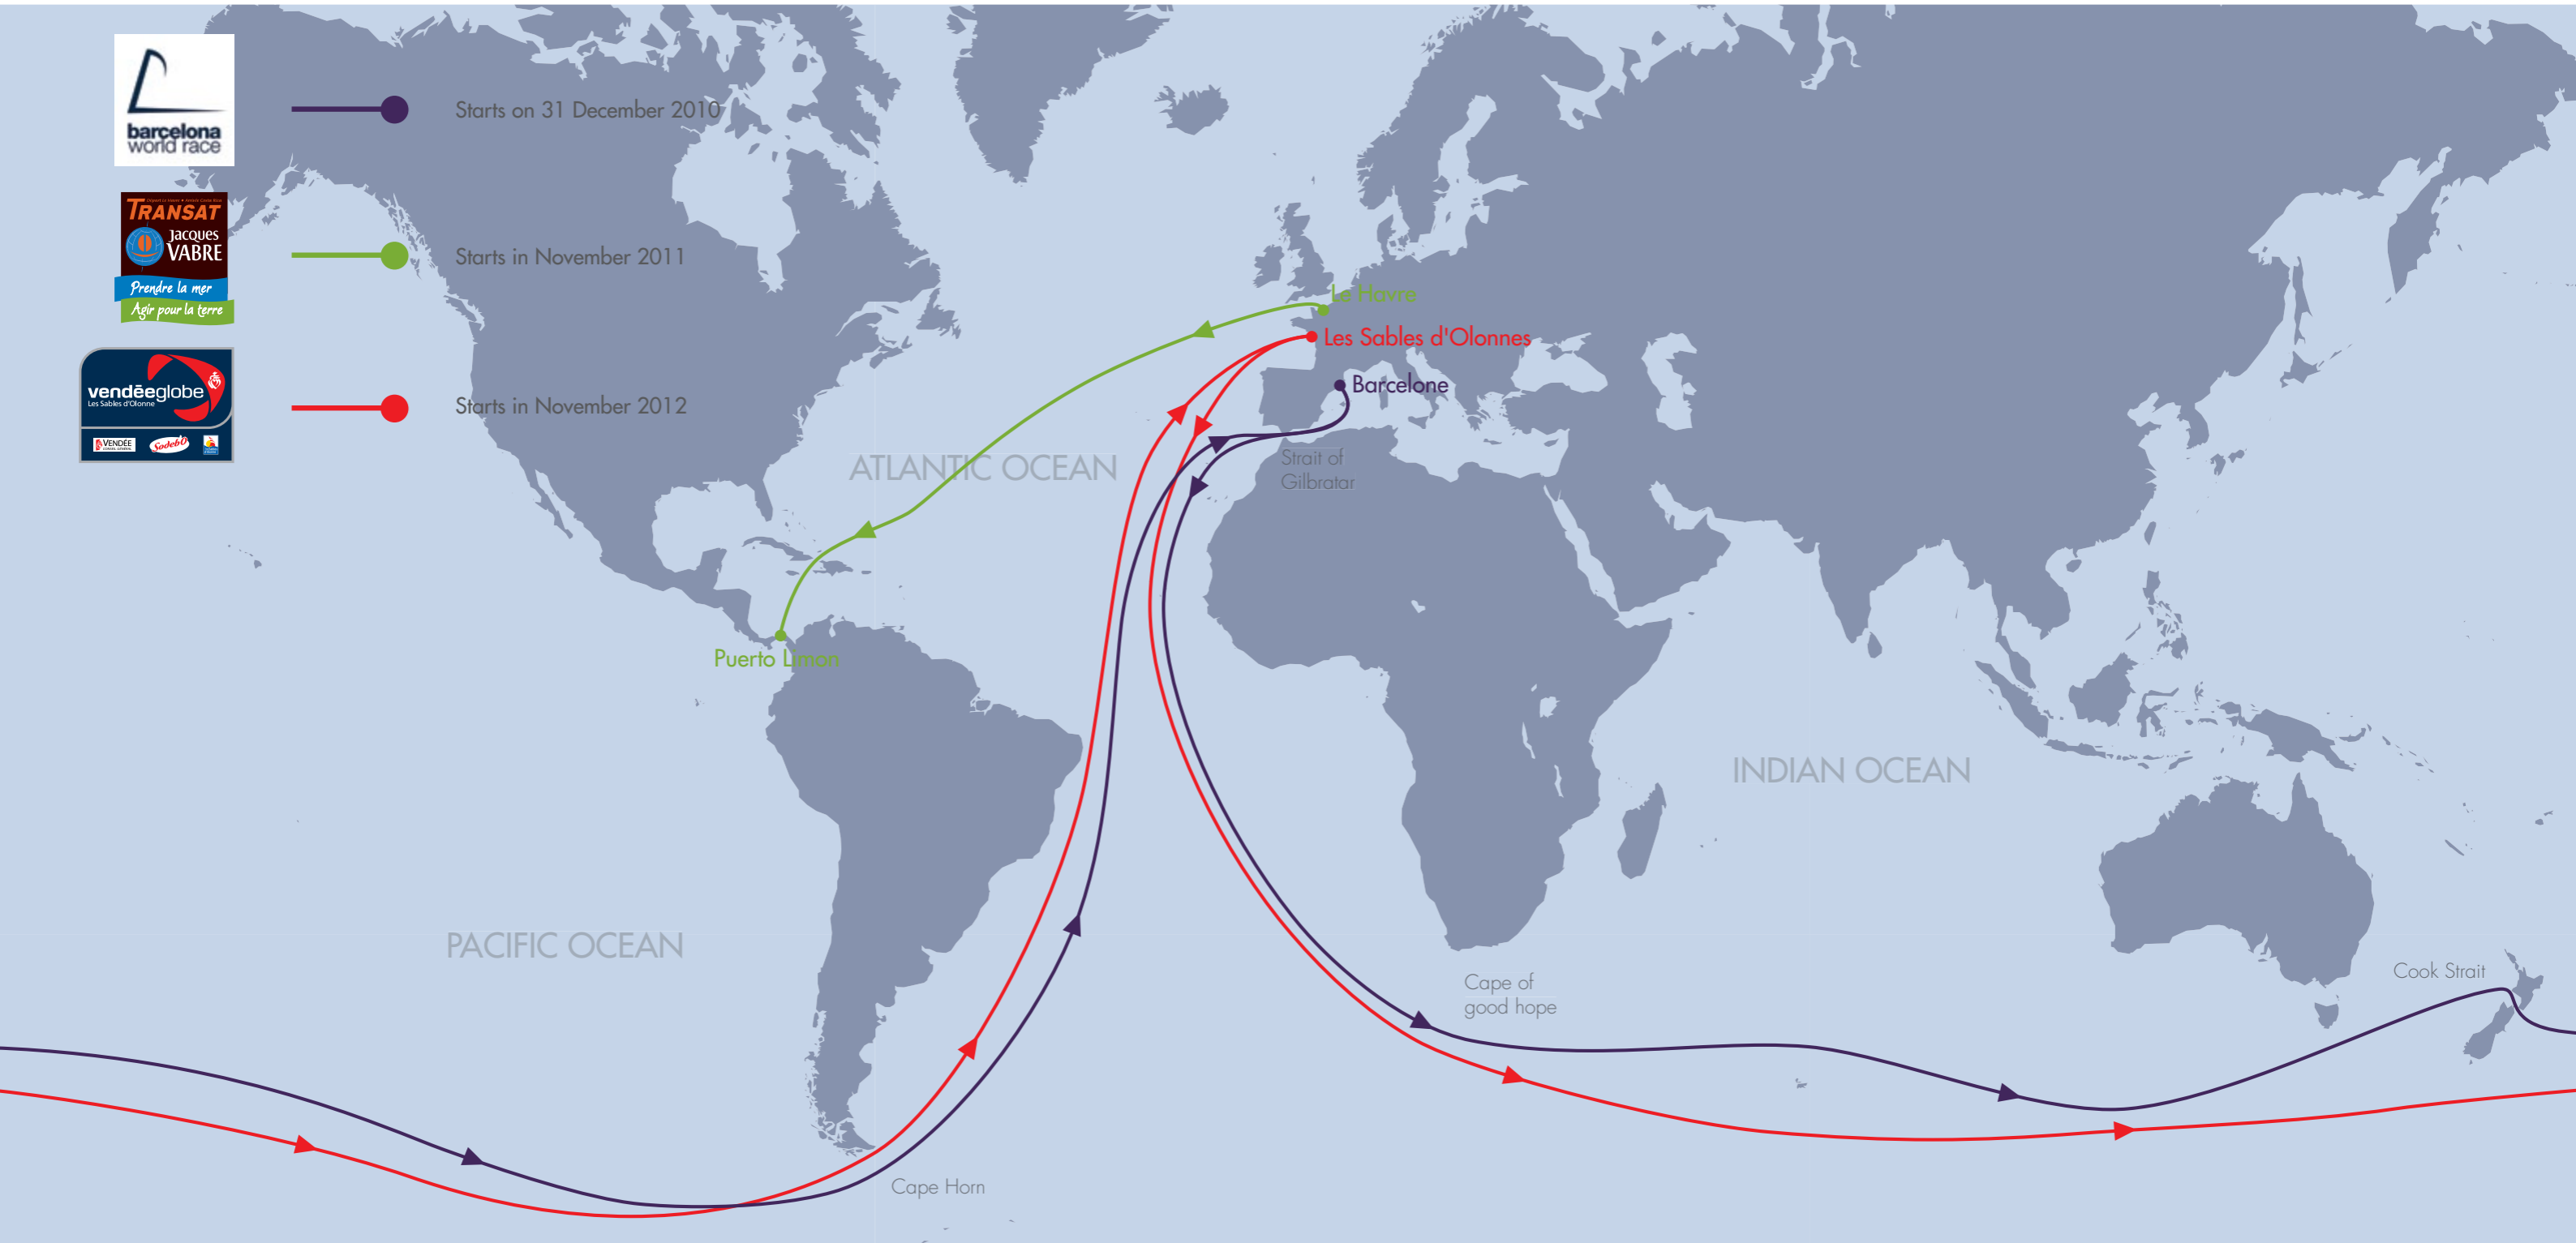 barcelona
world race
Starts on 31 December 2010
TRANSAT
Jacques
VABRE
Prendre la mer
Agir pour la terre
Starts in November 2011
vendéeglobe
Les Sables d'Olonne
VENDÉE
Sodebo
Starts in November 2012
Le Havre
Les Sables d'Olonnes
Barcelone
Strait of
Gilbratar
ATLANTIC OCEAN
Puerto Limon
INDIAN OCEAN
PACIFIC OCEAN
Cape of
good hope
Cook Strait
Cape Horn